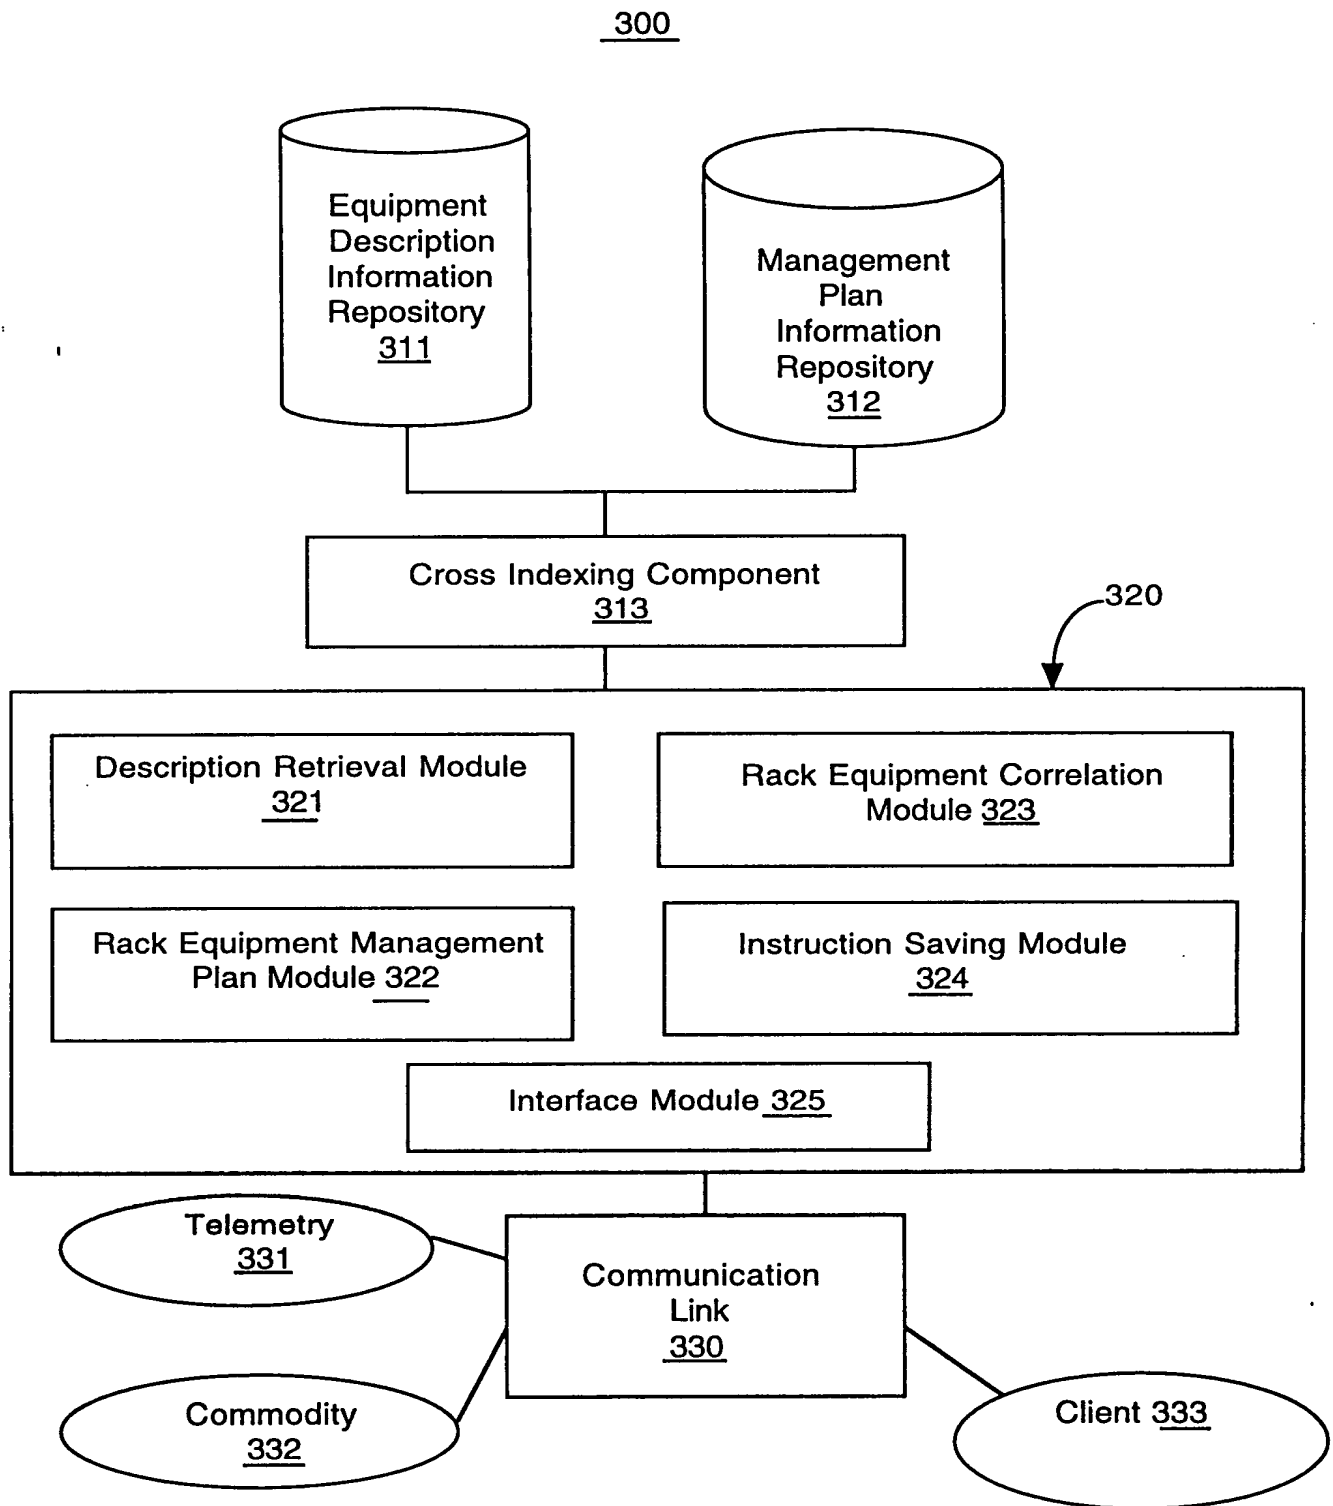 300
Equipment
Description
Information
Repository
311
Management
Plan
Information
Repository
312
Cross Indexing Component
313
320
Description Retrieval Module
321
Rack Equipment Correlation
Module 323
Rack Equipment Management
Plan Module 322
Instruction Saving Module
324
Interface Module 325
Telemetry
331
Communication
Link
330
Commodity
332
Client 333